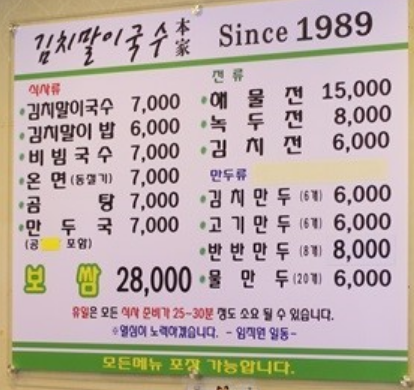 김치말이국수 本家 Since 1989
식사류
김치말이국수 7,000
김치말이밥 6,000
비빔국수 7,000
온면(동절기) 7,000
곰탕 7,000
만두국 7,000
(공 포함)
보쌈 28,000
전류
해물전 15,000
녹두전 8,000
김치전 6,000
만두류
김치만두(6개) 6,000
고기만두(6개) 6,000
반반만두(8개) 8,000
물만두(20개) 6,000
휴일은 모든 식사 준비가 25~30분 정도 소요 될 수 있습니다.
※열심히 노력하겠습니다. - 임직원 일동-
모든메뉴 포장 가능합니다.